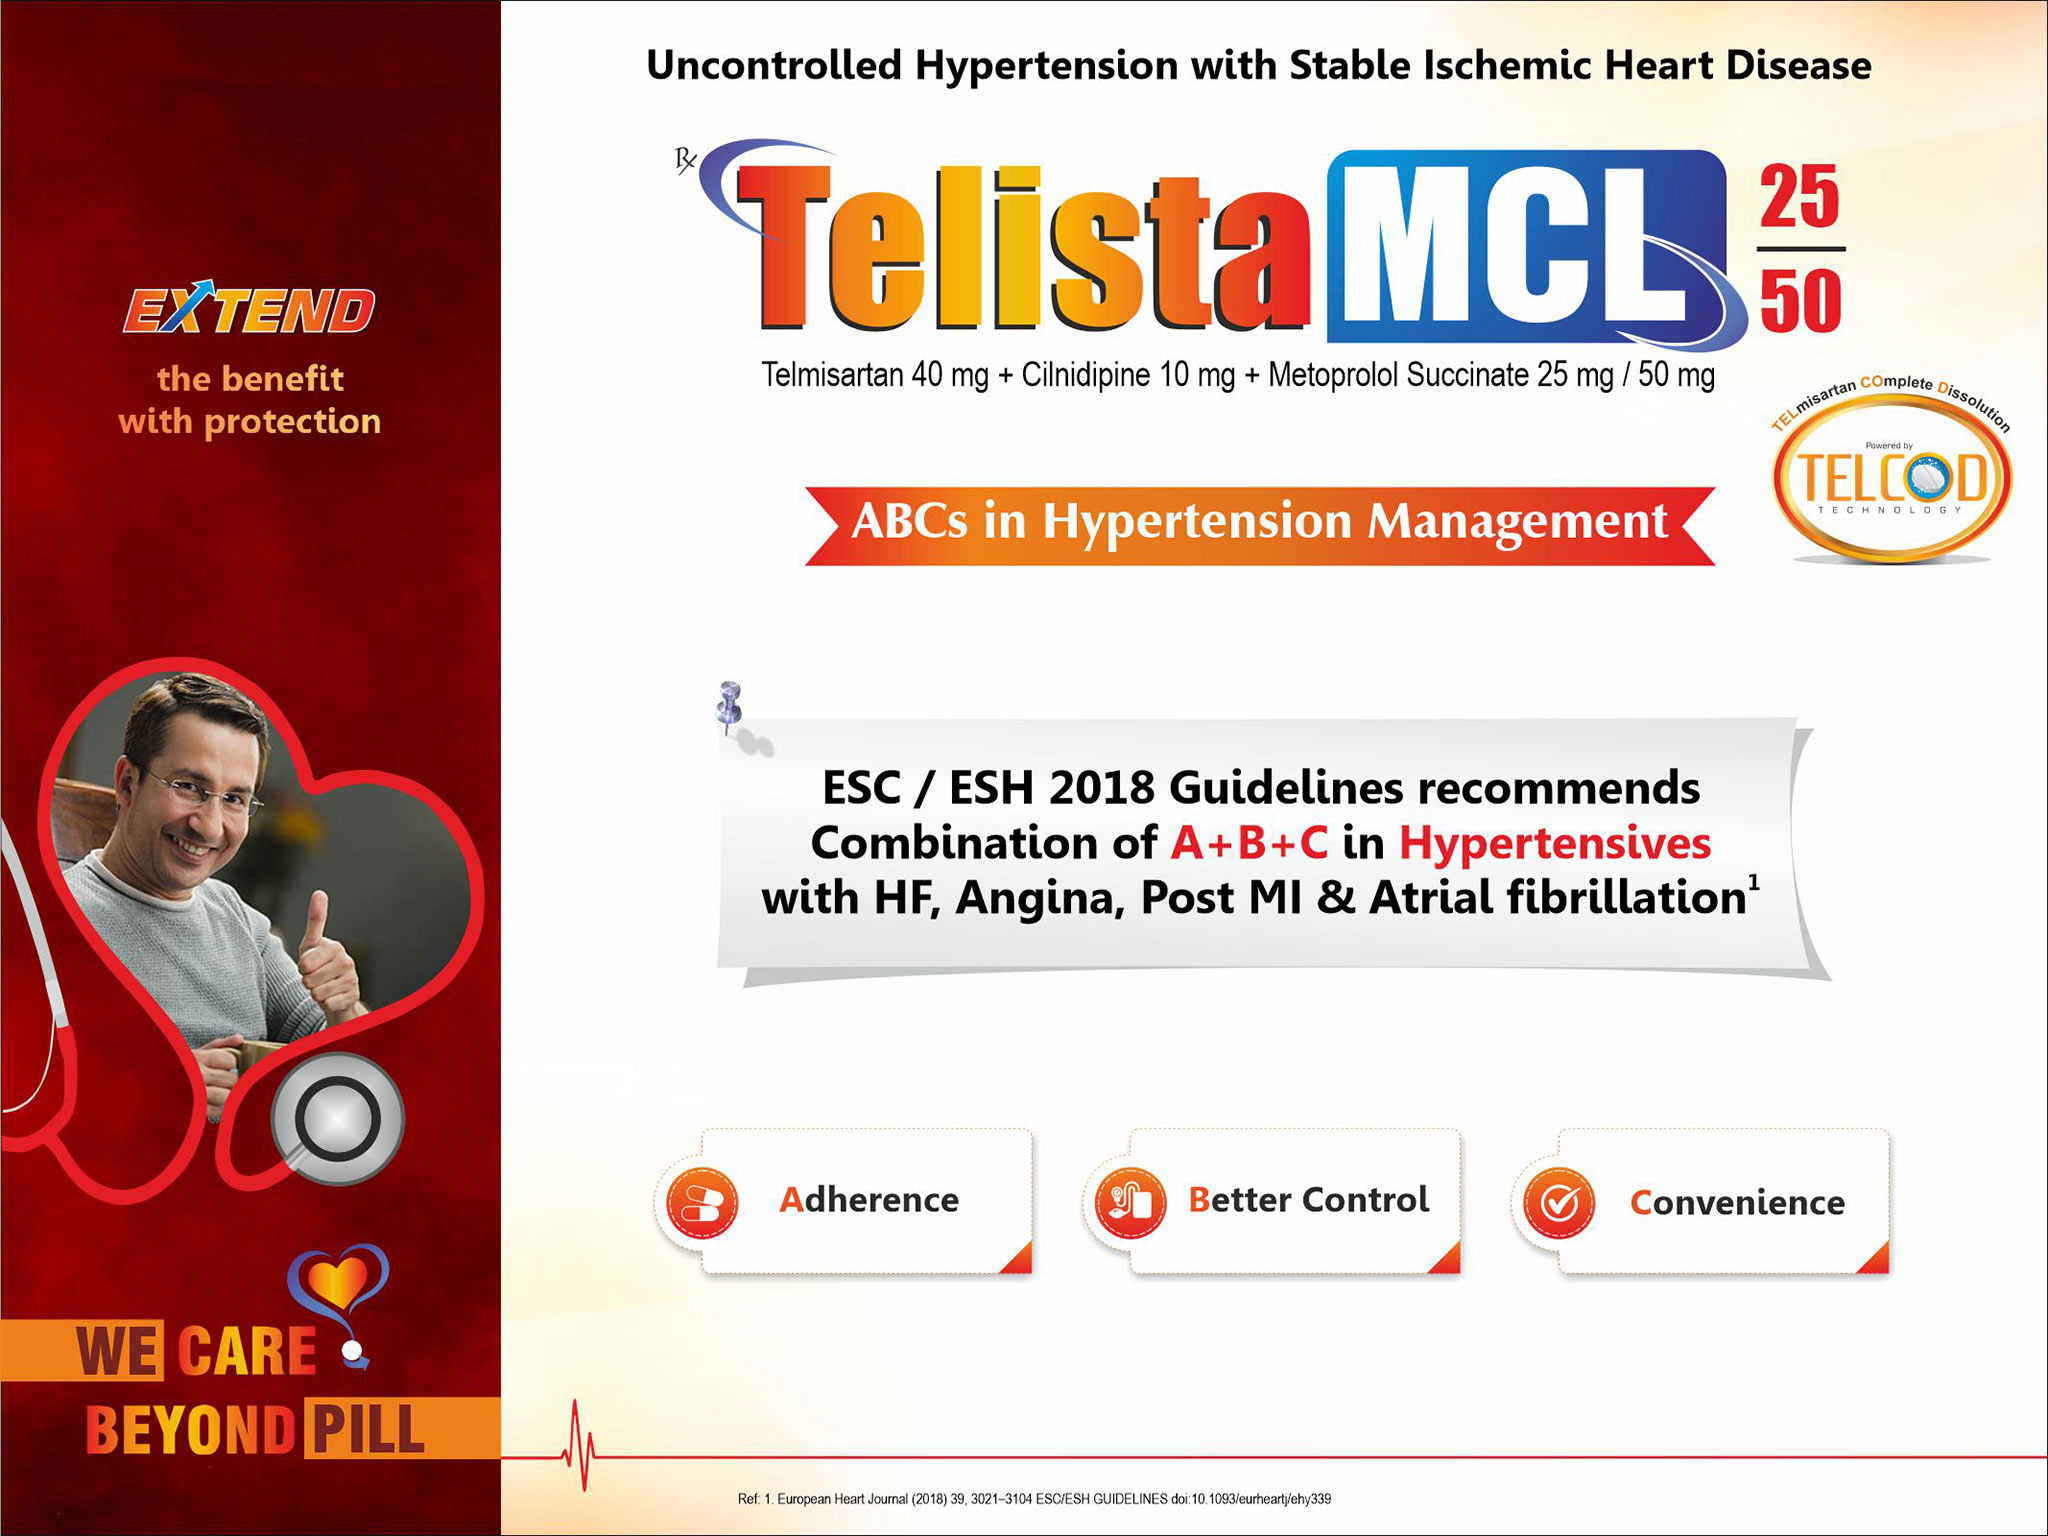 Uncontrolled Hypertension with Stable Ischemic Heart Disease
Rx
Telista MCL 25
50
Telmisartan 40 mg + Cilnidipine 10 mg + Metoprolol Succinate 25 mg / 50 mg
TELmisartan COmplete Dissolution
Powered by
TELCOD
TECHNOLOGY
ABCs in Hypertension Management
EXTEND
the benefit
with protection
ESC / ESH 2018 Guidelines recommends
Combination of A+B+C in Hypertensives
with HF, Angina, Post MI & Atrial fibrillation1
Adherence
Better Control
Convenience
WE CARE
BEYOND PILL
Ref: 1. European Heart Journal (2018) 39, 3021–3104 ESC/ESH GUIDELINES doi:10.1093/eurheartj/ehy339